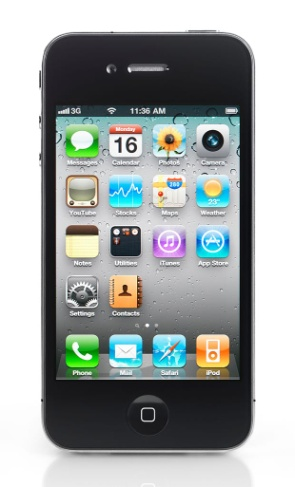 3G 11:36 AM
Messages Monday 16 Calendar Photos Camera
YouTube Stocks 280 Maps 23° Weather
Notes Utilities iTunes App Store
Settings Contacts
Phone Mail Safari iPod